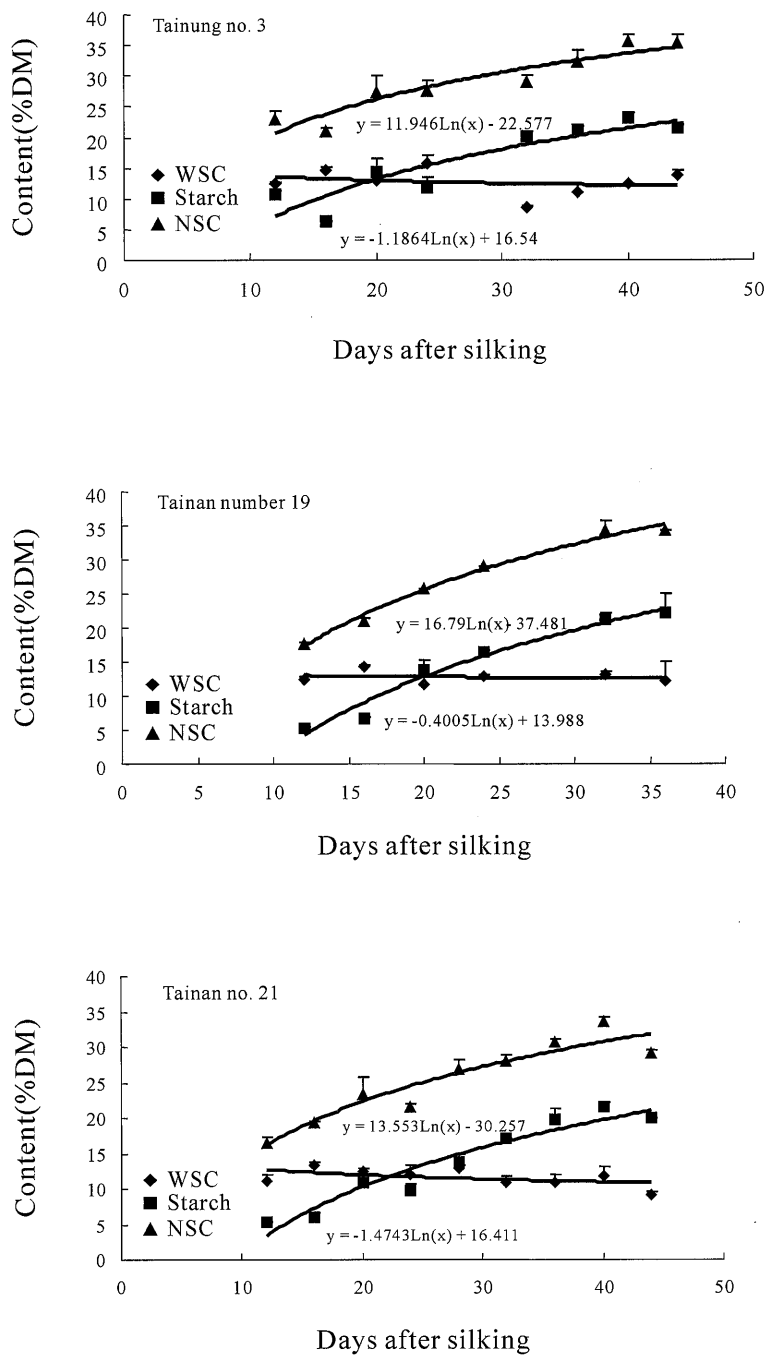 Tainung no. 3
Content(%DM)
40
35
30
25
20
15
10
5
0
y = 11.946Ln(x) - 22.577
WSC
Starch
NSC
y = -1.1864Ln(x) + 16.54
0 10 20 30 40 50
Days after silking
Tainan number 19
Content(%DM)
40
35
30
25
20
15
10
5
0
y = 16.79Ln(x)- 37.481
WSC
Starch
NSC
y = -0.4005Ln(x) + 13.988
0 5 10 15 20 25 30 35 40
Days after silking
Tainan no. 21
Content(%DM)
40
35
30
25
20
15
10
5
0
y = 13.553Ln(x) - 30.257
WSC
Starch
NSC
y = -1.4743Ln(x) + 16.411
0 10 20 30 40 50
Days after silking